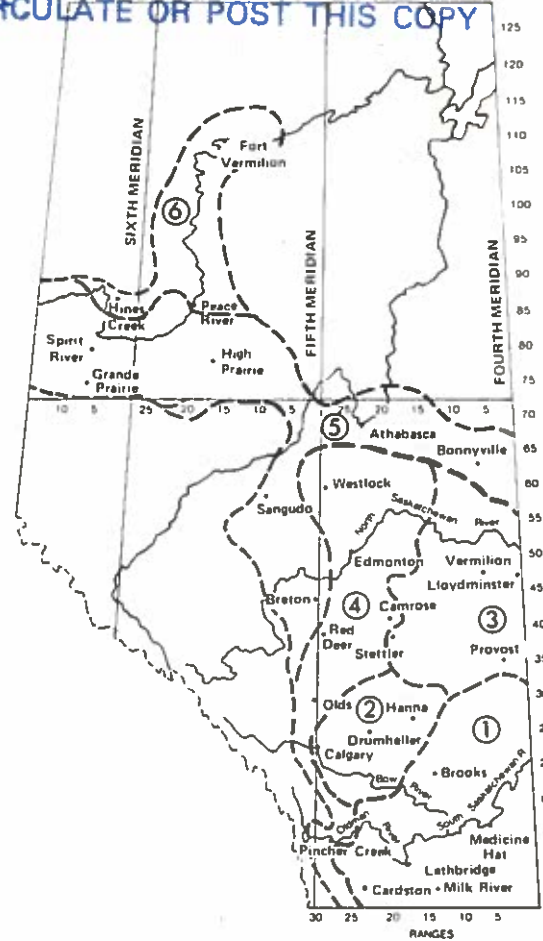 RCULATE OR POST THIS COPY
125
120
115
110
105
100
95
90
85
80
75
70
65
60
55
50
45
40
35
30
25
2
SIXTH MERIDIAN
FIFTH MERIDIAN
FOURTH MERIDIAN
Fort
Vermilion
6
Hines
Creek
Peace
River
Spirit
River
High
Prairie
Grande
Prairie
10 5 25 20 15 10 5 30 25 20 15 10 5
5
Athabasca
Bonnyville
Westlock
Sangudo
North Saskatchewan River
Edmonton
Vermilion
Lloydminster
Breton
4
Camrose
3
Red
Deer
Stettler
Provost
Olds
2
Hanna
1
Drumheller
Calgary
Brooks
Bow River
South Saskatchewan R
Oldman River
Pincher Creek
Medicine
Hat
Lethbridge
Cardston
Milk River
30 25 20 15 10 5
RANGES